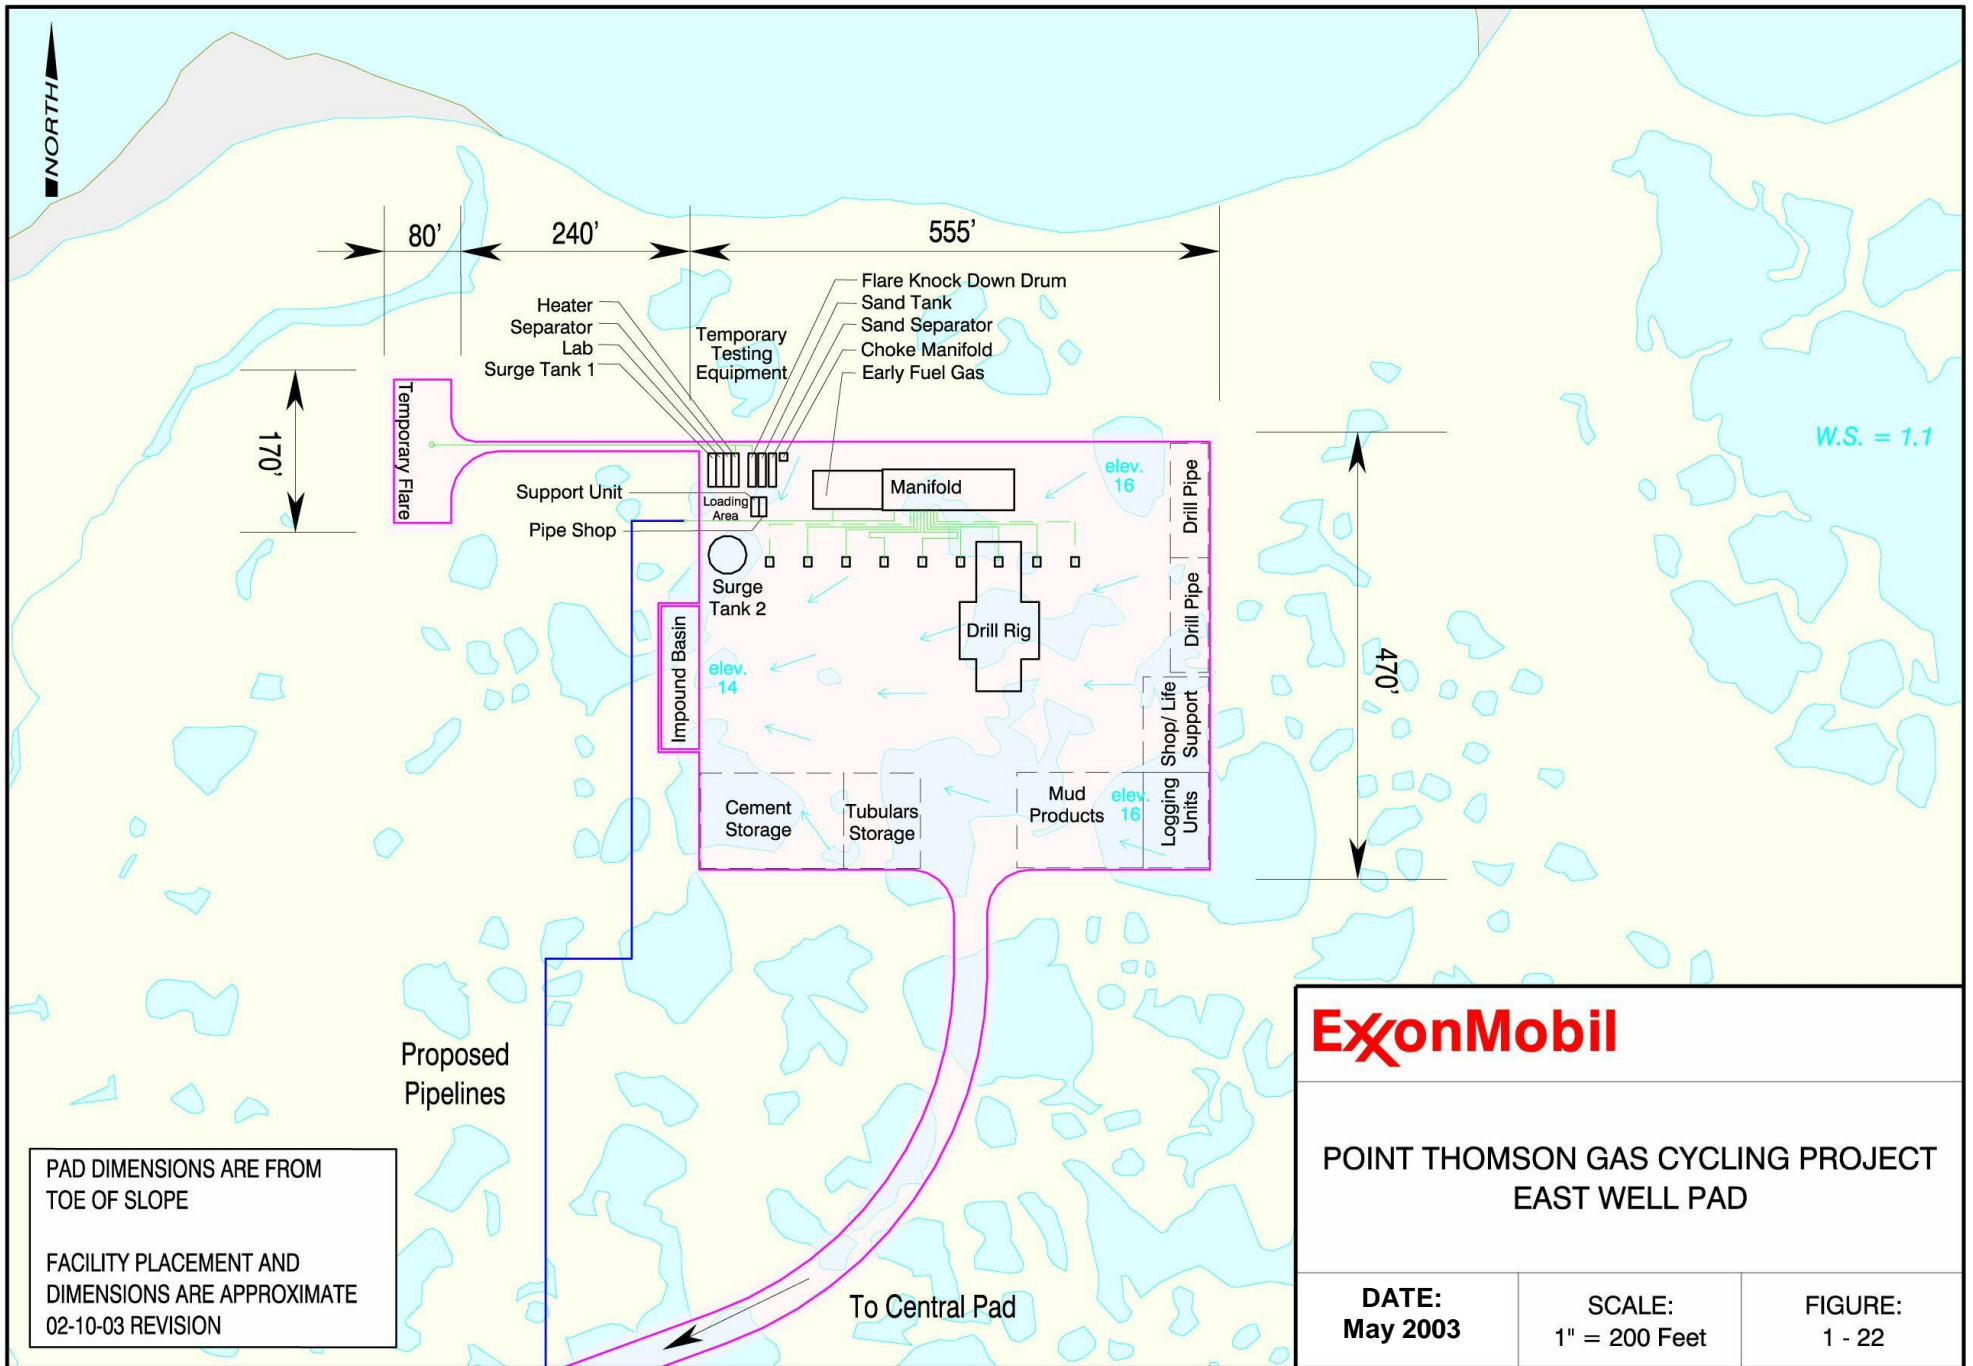 NORTH
80'
240'
555'
Heater
Separator
Lab
Surge Tank 1
Temporary
Testing
Equipment
Flare Knock Down Drum
Sand Tank
Sand Separator
Choke Manifold
Early Fuel Gas
170'
Temporary Flare
Support Unit
Pipe Shop
Loading
Area
Manifold
elev.
16
Drill Pipe
W.S. = 1.1
Surge
Tank 2
Drill Rig
Drill Pipe
Impound Basin
elev.
14
470'
Shop/ Life
Support
Cement
Storage
Tubulars
Storage
Mud
Products
elev.
16
Logging
Units
Proposed
Pipelines
To Central Pad
PAD DIMENSIONS ARE FROM
TOE OF SLOPE
FACILITY PLACEMENT AND
DIMENSIONS ARE APPROXIMATE
02-10-03 REVISION
ExxonMobil
POINT THOMSON GAS CYCLING PROJECT
EAST WELL PAD
DATE:
May 2003
SCALE:
1" = 200 Feet
FIGURE:
1 - 22